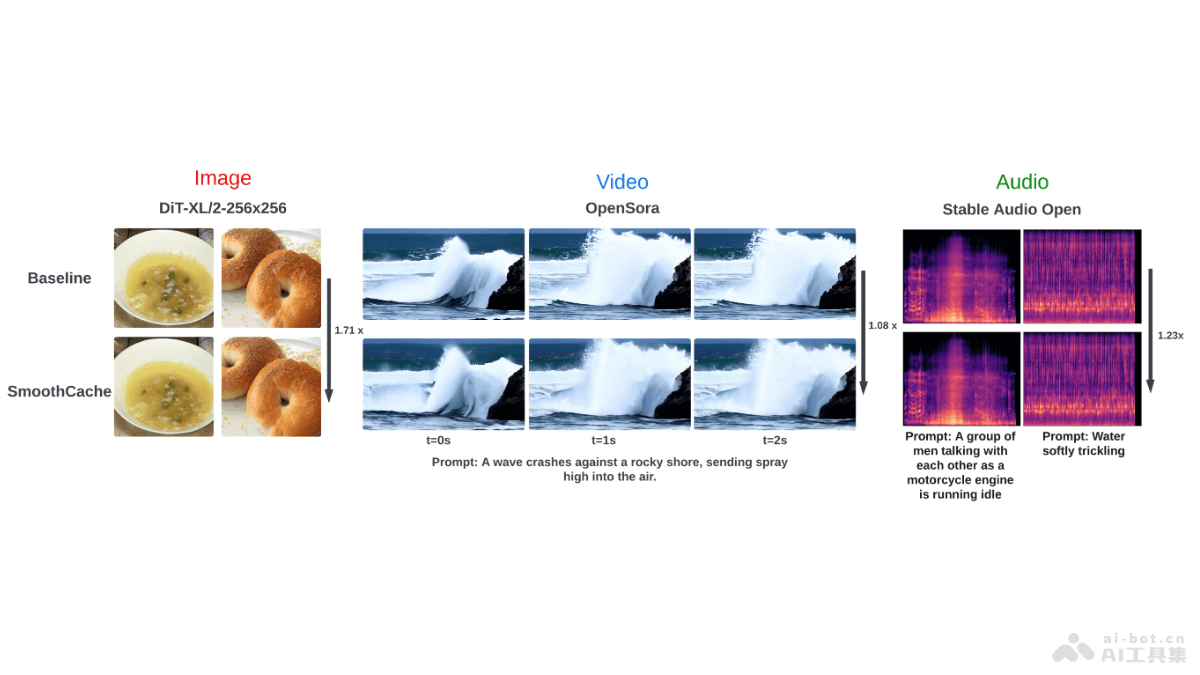 Image
Video
Audio
DiT-XL/2-256x256
OpenSora
Stable Audio Open
Baseline
1.71 x
1.08 x
1.23x
SmoothCache
t=0s
t=1s
t=2s
Prompt: A wave crashes against a rocky shore, sending spray
high into the air.
Prompt: A group of
men talking with
each other as a
motorcycle engine
is running idle
Prompt: Water
softly trickling
ai-bot.cn
AI工具集